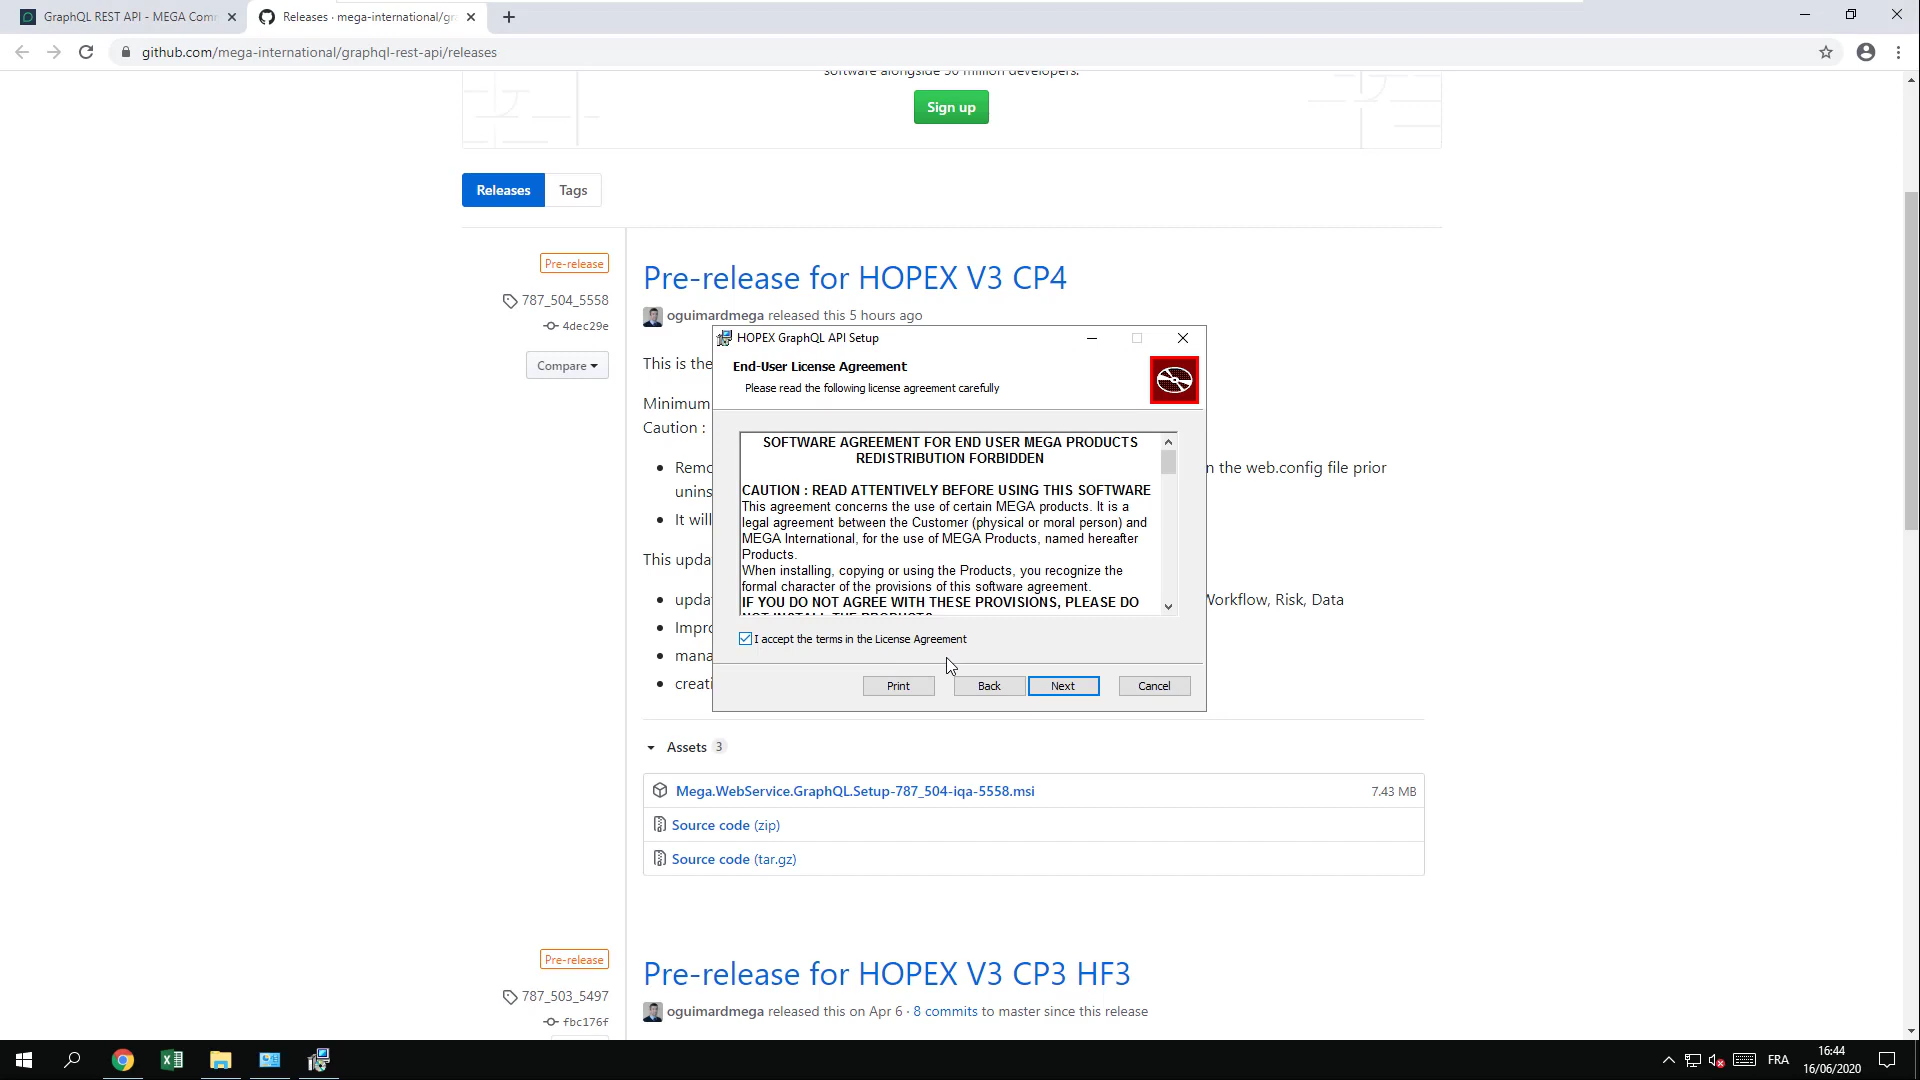 GraphQL REST API - MEGA Com
Releases · mega-international/gra
github.com/mega-international/graphql-rest-api/releases
software alongside 50 million developers.
Sign up
Releases
Tags
Pre-release
787_504_5558
4dec29e
Compare
Pre-release for HOPEX V3 CP4
oguimardmega released this 5 hours ago
This is the
Minimum
Caution :
Remo
n the web.config file prior
unins
It will
This upda
upda
Workflow, Risk, Data
Impro
mana
creati
HOPEX GraphQL API Setup
End-User License Agreement
Please read the following license agreement carefully
SOFTWARE AGREEMENT FOR END USER MEGA PRODUCTS
REDISTRIBUTION FORBIDDEN
CAUTION : READ ATTENTIVELY BEFORE USING THIS SOFTWARE
This agreement concerns the use of certain MEGA products. It is a
legal agreement between the Customer (physical or moral person) and
MEGA International, for the use of MEGA Products, named hereafter
Products.
When installing, copying or using the Products, you recognize the
formal character of the provisions of this software agreement.
IF YOU DO NOT AGREE WITH THESE PROVISIONS, PLEASE DO
NOT INSTALL THE PRODUCTS
I accept the terms in the License Agreement
Print
Back
Next
Cancel
Assets 3
Mega.WebService.GraphQL.Setup-787_504-iqa-5558.msi
7.43 MB
Source code (zip)
Source code (tar.gz)
Pre-release
787_503_5497
fbc176f
Pre-release for HOPEX V3 CP3 HF3
oguimardmega released this on Apr 6 · 8 commits to master since this release
FRA
16:44
16/06/2020